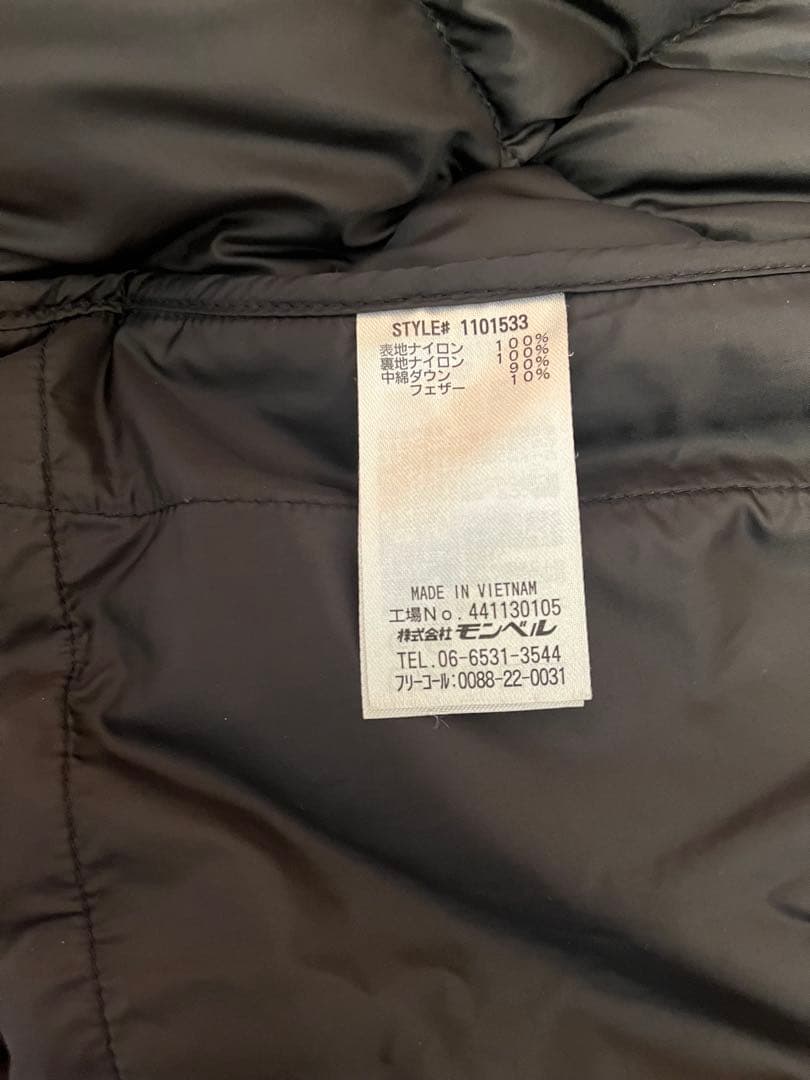 STYLE# 1101533
表地ナイロン 100%
裏地ナイロン 100%
中綿ダウン 90%
フェザー 10%
MADE IN VIETNAM
工場No.441130105
株式会社 モンベル
TEL.06-6531-3544
フリーコール:0088-22-0031